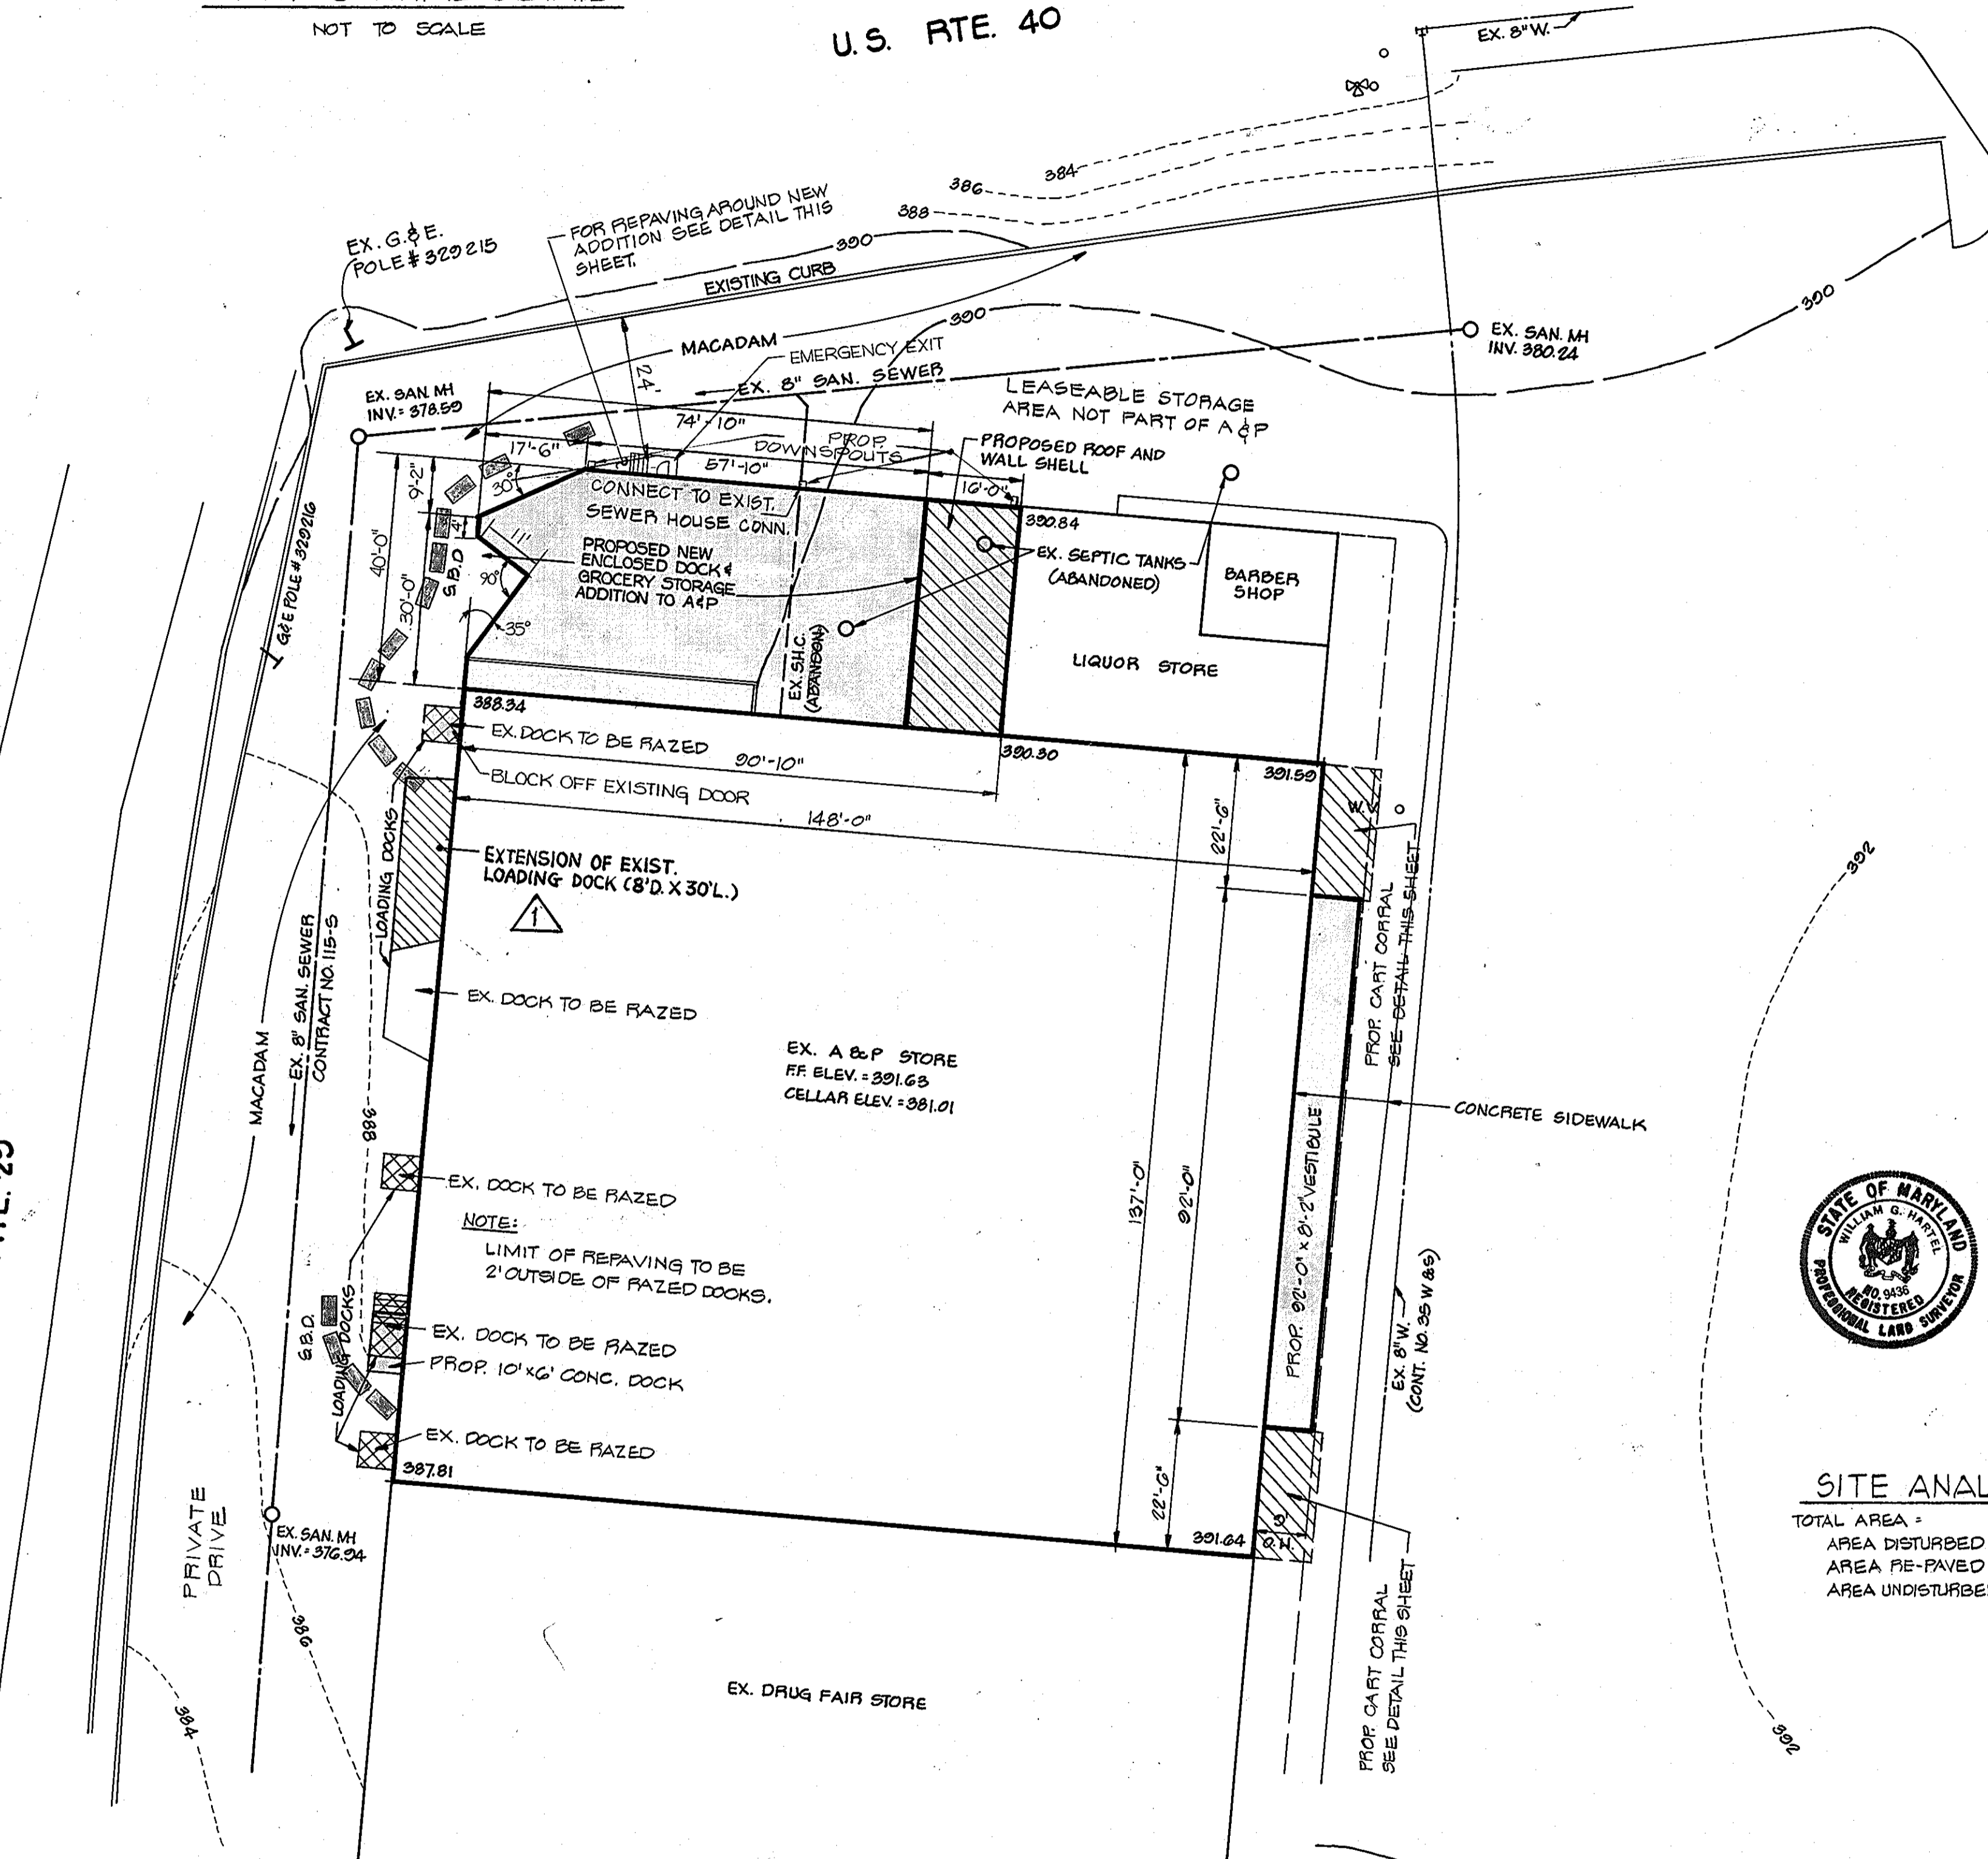 NOT TO SCALE
U.S. RTE. 40
EX. 8"W.
384
386
388
390
EX. G.&E.
POLE # 329215
FOR REPAVING AROUND NEW
ADDITION SEE DETAIL THIS
SHEET.
EXISTING CURB
MACADAM
EMERGENCY EXIT
390
390
24'
EX. 8" SAN. SEWER
EX. SAN. MH
INV. 380.24
EX. SAN. MH
INV. = 378.59
LEASEABLE STORAGE
AREA NOT PART OF A&P
74'-10"
17'-6"
PROP.
DOWNSPOUTS
57'-10"
PROPOSED ROOF AND
WALL SHELL
16'-0"
9'-2"
30°
CONNECT TO EXIST.
SEWER HOUSE CONN.
390.84
4'
11'
40'-0"
30'-0"
S.B.D
PROPOSED NEW
ENCLOSED DOCK &
GROCERY STORAGE
ADDITION TO A&P
90°
35°
EX. SEPTIC TANKS
(ABANDONED)
BARBER
SHOP
LIQUOR STORE
EX. S.H.C.
(ABANDON)
G&E POLE # 329216
388.34
EX. DOCK TO BE RAZED
90'-10"
390.30
391.59
BLOCK OFF EXISTING DOOR
148'-0"
22'-6"
W.V.
LOADING DOCKS
EXTENSION OF EXIST.
LOADING DOCK (8'D. X 30'L.)
1
PROP. CART CORRAL
SEE DETAIL THIS SHEET
392
EX. 8" SAN. SEWER
CONTRACT NO. 115-S
MACADAM
EX. DOCK TO BE RAZED
EX. A&P STORE
F.F. ELEV. = 391.63
CELLAR ELEV. = 381.01
CONCRETE SIDEWALK
388
EX. DOCK TO BE RAZED
NOTE:
LIMIT OF REPAVING TO BE
2' OUTSIDE OF RAZED DOCKS.
137'-0"
92'-0"
PROP. 92'-0" x 8'-2" VESTIBULE
EX. 8"W.
(CONT. NO. 35 W&S)
STATE OF MARYLAND
WILLIAM G. HARTEL
NO. 9436
REGISTERED
PROFESSIONAL LAND SURVEYOR
S.B.D.
LOADING DOCKS
EX. DOCK TO BE RAZED
PROP. 10'x6' CONC. DOCK
EX. DOCK TO BE RAZED
387.81
22'-6"
391.64
O.H.
PRIVATE
DRIVE
EX. SAN. MH
INV. = 376.94
SITE ANAL
TOTAL AREA =
AREA DISTURBED
AREA RE-PAVED
AREA UNDISTURBE
PROP. CART CORRAL
SEE DETAIL THIS SHEET
386
384
EX. DRUG FAIR STORE
392